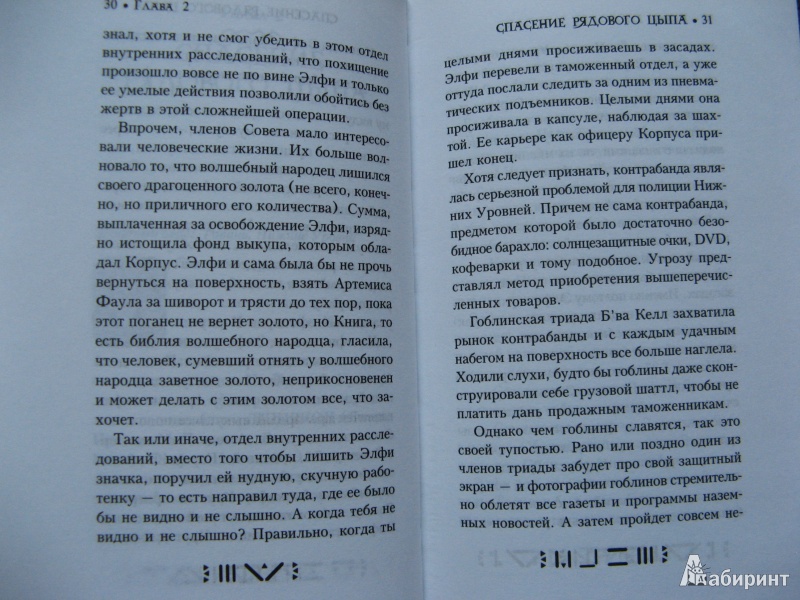 30 • Глава 2
знал, хотя и не смог убедить в этом отдел
внутренних расследований, что похищение
произошло вовсе не по вине Элфи и только
ее умелые действия позволили обойтись без
жертв в этой сложнейшей операции.
Впрочем, членов Совета мало интересо-
вали человеческие жизни. Их больше вол-
новало то, что волшебный народец лишился
своего драгоценного золота (не всего, конеч-
но, но приличного его количества). Сумма,
выплаченная за освобождение Элфи, изряд-
но истощила фонд выкупа, которым обла-
дал Корпус. Элфи и сама была бы не прочь
вернуться на поверхность, взять Артемиса
Фаула за шиворот и трясти до тех пор, пока
этот поганец не вернет золото, но Книга, то
есть библия волшебного народца, гласила,
что человек, сумевший отнять у волшебного
народца заветное золото, неприкосновенен
и может делать с этим золотом все, что за-
хочет.
Так или иначе, отдел внутренних рассле-
дований, вместо того чтобы лишить Элфи
значка, поручил ей нудную, скучную рабо-
тенку — то есть направил туда, где ее было
бы не видно и не слышно. А когда тебя не
видно и не слышно? Правильно, когда ты
СПАСЕНИЕ РЯДОВОГО ЦЫПА • 31
целыми днями просиживаешь в засадах.
Элфи перевели в таможенный отдел, а уже
оттуда послали следить за одним из пневма-
тических подъемников. Целыми днями она
просиживала в капсуле, наблюдая за шах-
той. Ее карьере как офицеру Корпуса при-
шел конец.
Хотя следует признать, контрабанда явля-
лась серьезной проблемой для полиции Ниж-
них Уровней. Причем не сама контрабанда,
предметом которой было достаточно безо-
бидное барахло: солнцезащитные очки, DVD,
кофеварки и тому подобное. Угрозу пред-
ставлял метод приобретения вышеперечис-
ленных товаров.
Гоблинская триада Б'ва Келл захватила
рынок контрабанды и с каждым удачным
набегом на поверхность все больше наглела.
Ходили слухи, будто бы гоблины даже скон-
струировали себе грузовой шаттл, чтобы не
платить дань продажным таможенникам.
Однако чем гоблины славятся, так это
своей тупостью. Рано или поздно один из
членов триады забудет про свой защитный
экран — и фотографии гоблинов стремитель-
но облетят все газеты и программы назем-
ных новостей. А затем пройдет совсем не-
Лабиринт.ру